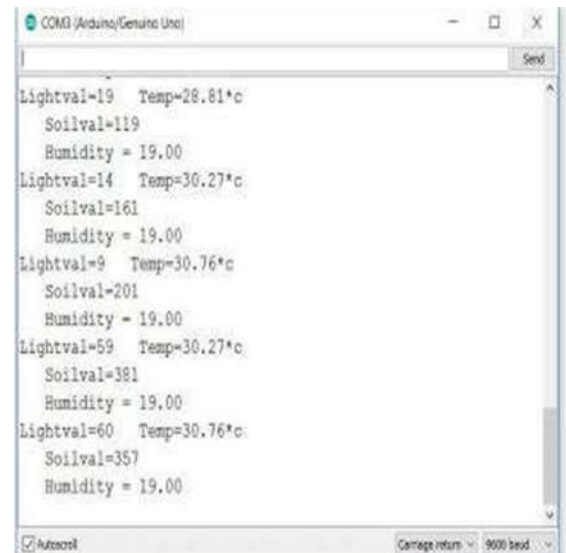 COM3 (Arduino/Genuino Uno)
Send
Lightval=19 Temp=28.81*c
Soilval=119
Humidity = 19.00
Lightval=14 Temp=30.27*c
Soilval=161
Humidity = 19.00
Lightval=9 Temp=30.76*c
Soilval=201
Humidity = 19.00
Lightval=59 Temp=30.27*c
Soilval=381
Humidity = 19.00
Lightval=60 Temp=30.76*c
Soilval=357
Humidity = 19.00
Autoscroll Carriage return 9600 baud